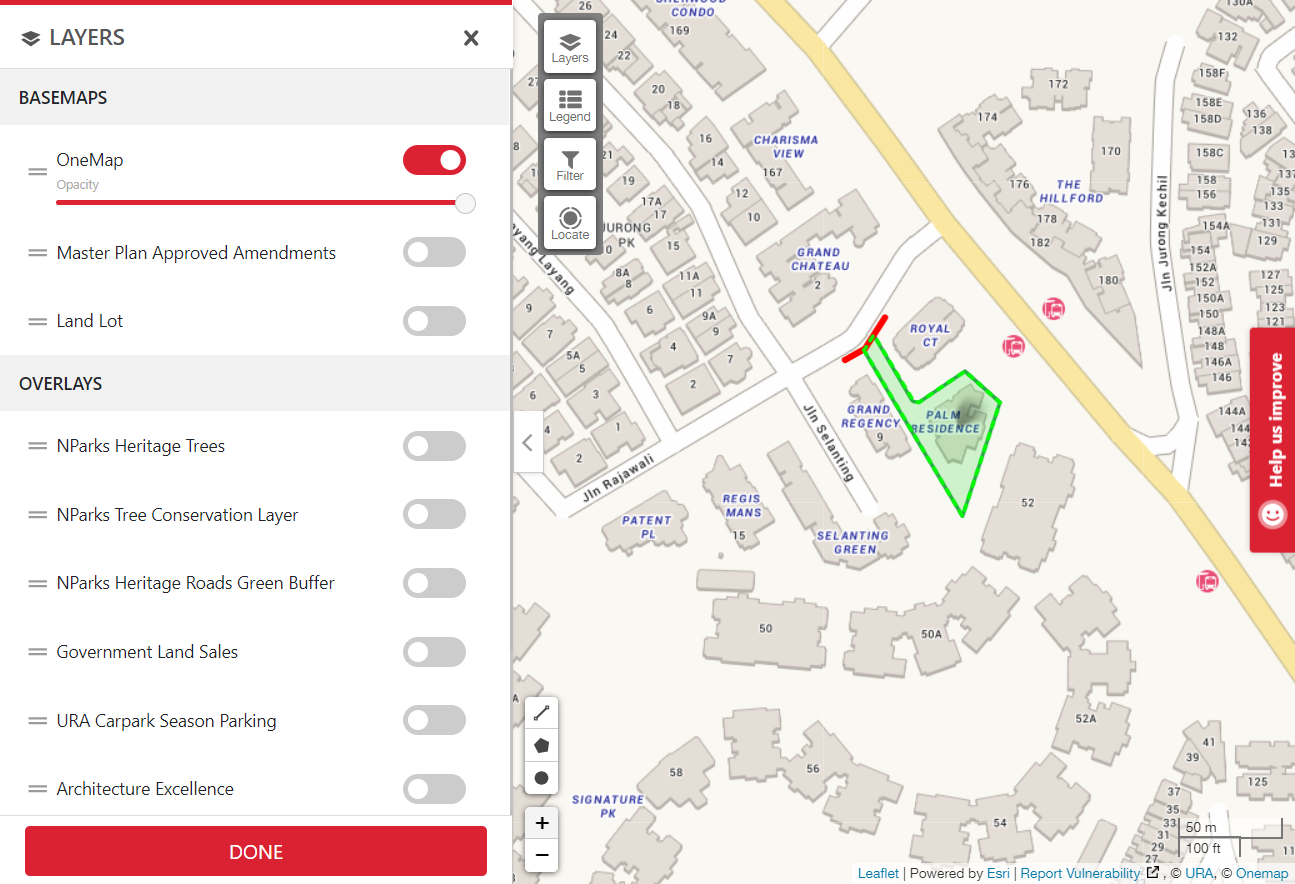 LAYERS
BASEMAPS
OneMap
Opacity
Master Plan Approved Amendments
Land Lot
OVERLAYS
NParks Heritage Trees
NParks Tree Conservation Layer
NParks Heritage Roads Green Buffer
Government Land Sales
URA Carpark Season Parking
Architecture Excellence
DONE
Layers
Legend
Filter
Locate
CONDO
169
26
24
22
20
18
16
14
12
10
CHARISMA
VIEW
167
GRAND
CHATEAU
2
21
19
17A
17
15
11A
11
9A
9
7
8A
8
6
4
2
9
7
5A
5
3
1
6
4
2
PK
Jln Rajawali
Jln Selanting
ROYAL
CT
GRAND
REGENCY
9
PALM
RESIDENCE
REGIS
MANS
15
PATENT
PL
SELANTING
GREEN
172
174
170
176
THE
HILLFORD
178
182
180
Jln Jurong Kechil
130A
132
158F
158E
158D
158C
158
156
154A
154
152A
152
150A
150
148A
148
146A
146
144A
136
138
135
133
131
129
127
125
123
121
52
50
50A
52A
54
56
58
SIGNATURE
PK
41
39
37
35
33
31
29
27
125
Help us improve
+
−
50 m
100 ft
Leaflet | Powered by Esri | Report Vulnerability , © URA, © Onemap